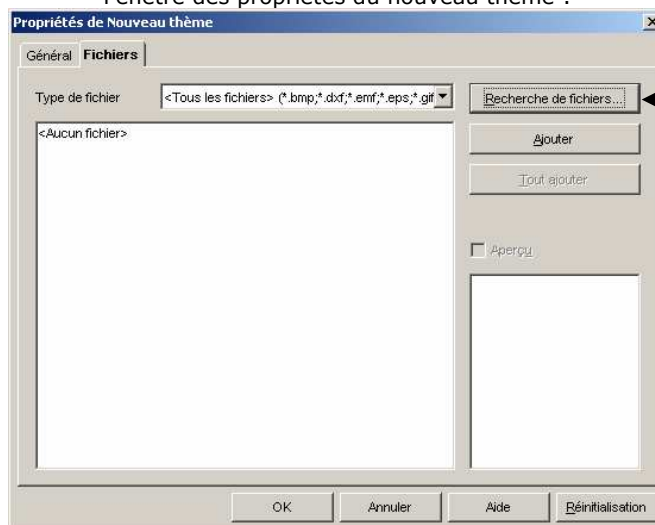 Fenêtre des propriétés du nouveau thème :
Propriétés de Nouveau thème
Général Fichiers
Type de fichier <Tous les fichiers> (*.bmp;*.dxf;*.emf;*.eps;*.gif Recherche de fichiers...
<Aucun fichier>
Ajouter
Tout ajouter
Aperçu
OK Annuler Aide Réinitialisation